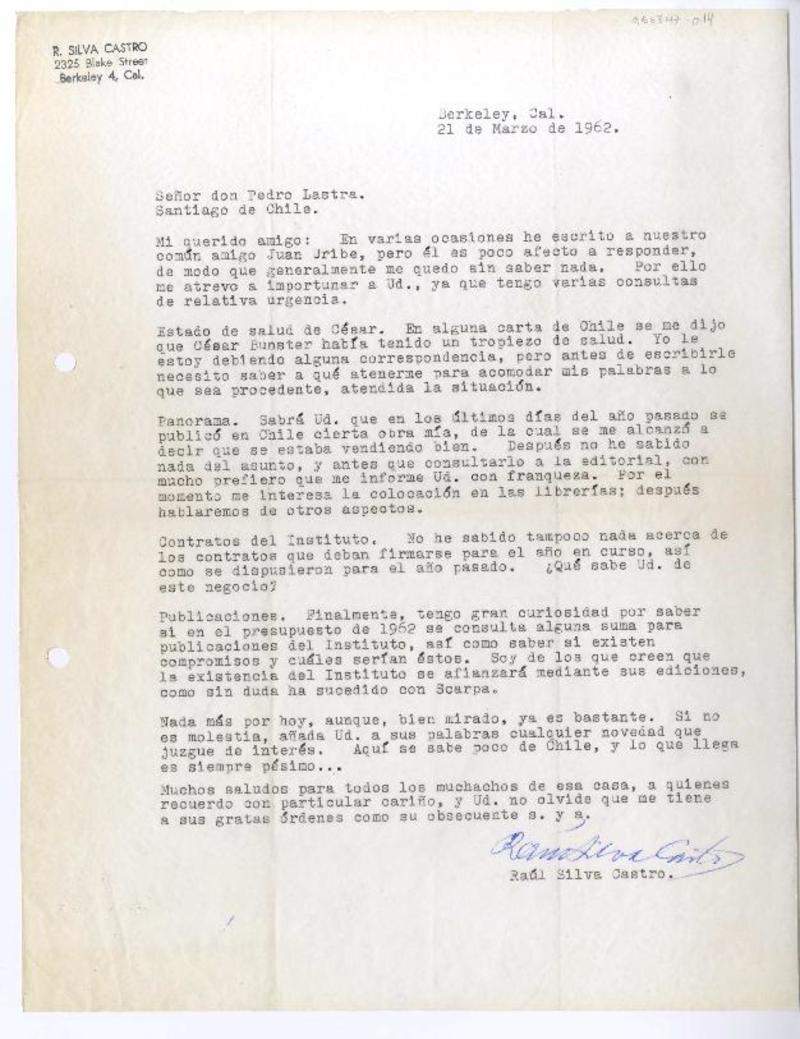 R. SILVA CASTRO
2325 Blake Street
Berkeley 4, Cal.
Berkeley, Cal.
21 de Marzo de 1962.
Señor don Pedro Lastra.
Santiago de Chile.
Mi querido amigo: En varias ocasiones he escrito a nuestro
común amigo Juan Uribe, pero él es poco afecto a responder,
de modo que generalmente me quedo sin saber nada. Por ello
me atrevo a importunar a Ud., ya que tengo varias consultas
de relativa urgencia.
Estado de salud de César. En alguna carta de Chile se me dijo
que César Bunster había tenido un tropiezo de salud. Yo le
estoy debiendo alguna correspondencia, pero antes de escribirle
necesito saber a qué atenerme para acomodar mis palabras a lo
que sea procedente, atendida la situación.
Panorama. Sabrá Ud. que en los últimos días del año pasado se
publicó en Chile cierta obra mía, de la cual se me alcanzó a
decir que se estaba vendiendo bien. Después no he sabido
nada del asunto, y antes que consultarlo a la editorial, con
mucho prefiero que me informe Ud. con franqueza. Por el
momento me interesa la colocación en las librerías; después
hablaremos de otros aspectos.
Contratos del Instituto. No he sabido tampoco nada acerca de
los contratos que deban firmarse para el año en curso, así
como se dispusieron para el año pasado. ¿Qué sabe Ud. de
este negocio?
Publicaciones. Finalmente, tengo gran curiosidad por saber
si en el presupuesto de 1962 se consulta alguna suma para
publicaciones del Instituto, así como saber si existen
compromisos y cuáles serían éstos. Soy de los que creen que
la existencia del Instituto se afianzará mediante sus ediciones,
como sin duda ha sucedido con Scarpa.
Nada más por hoy, aunque, bien mirado, ya es bastante. Si no
es molestia, añada Ud. a sus palabras cualquier novedad que
juzgue de interés. Aquí se sabe poco de Chile, y lo que llega
es siempre pésimo...
Muchos saludos para todos los muchachos de esa casa, a quienes
recuerdo con particular cariño, y Ud. no olvide que me tiene
a sus gratas órdenes como su obsecuente s. y a.
Raúl Silva Castro
Raúl Silva Castro.